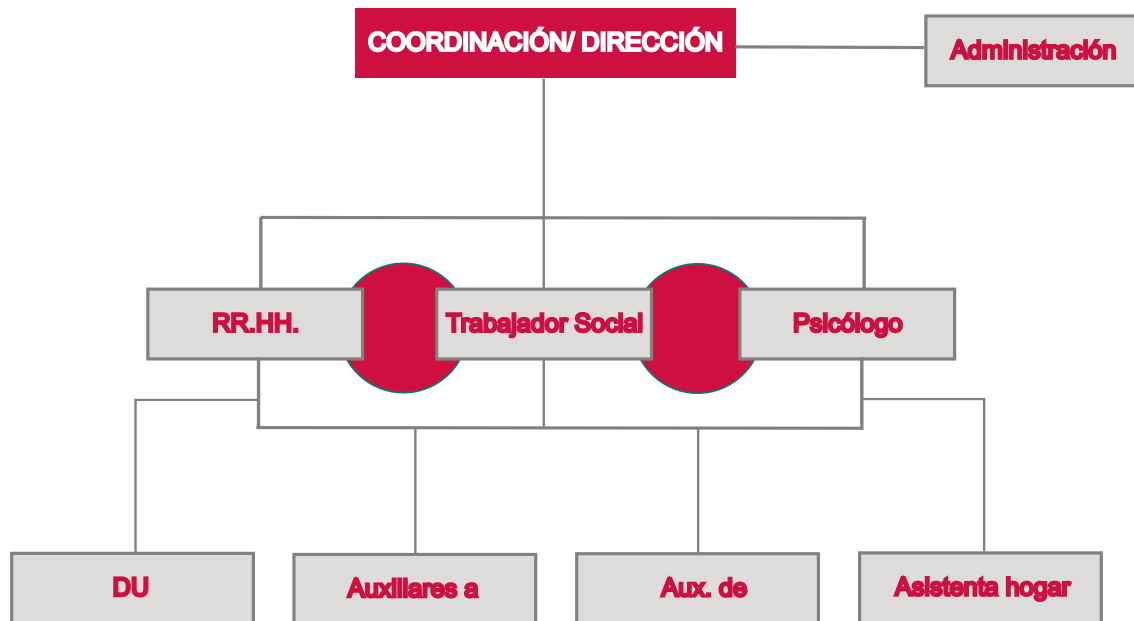 COORDINACIÓN/ DIRECCIÓN
Administración
RR.HH.
Trabajador Social
Psicólogo
DU
Auxiliares a
Aux. de
Asistenta hogar